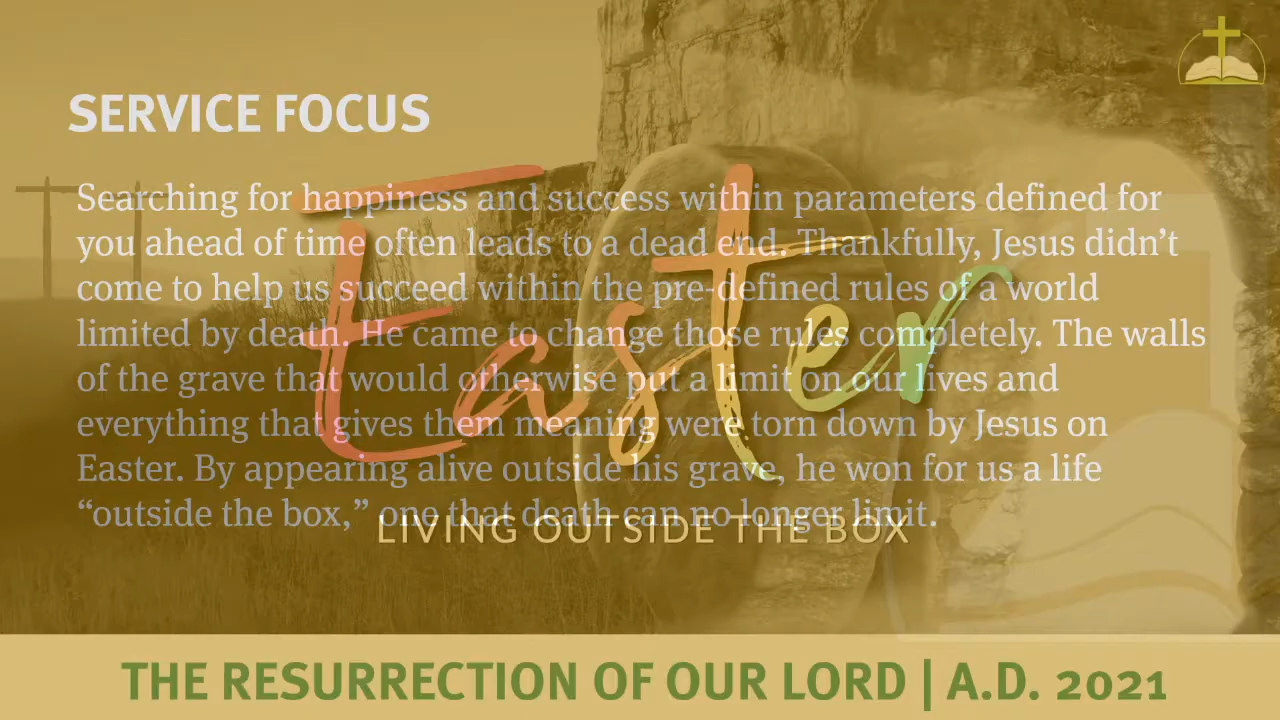 SERVICE FOCUS
Searching for happiness and success within parameters defined for
you ahead of time often leads to a dead end. Thankfully, Jesus didn’t
come to help us succeed within the pre-defined rules of a world
limited by death. He came to change those rules completely. The walls
of the grave that would otherwise put a limit on our lives and
everything that gives them meaning were torn down by Jesus on
Easter. By appearing alive outside his grave, he won for us a life
“outside the box,” one that death can no longer limit.
Easter
LIVING OUTSIDE THE BOX
THE RESURRECTION OF OUR LORD | A.D. 2021